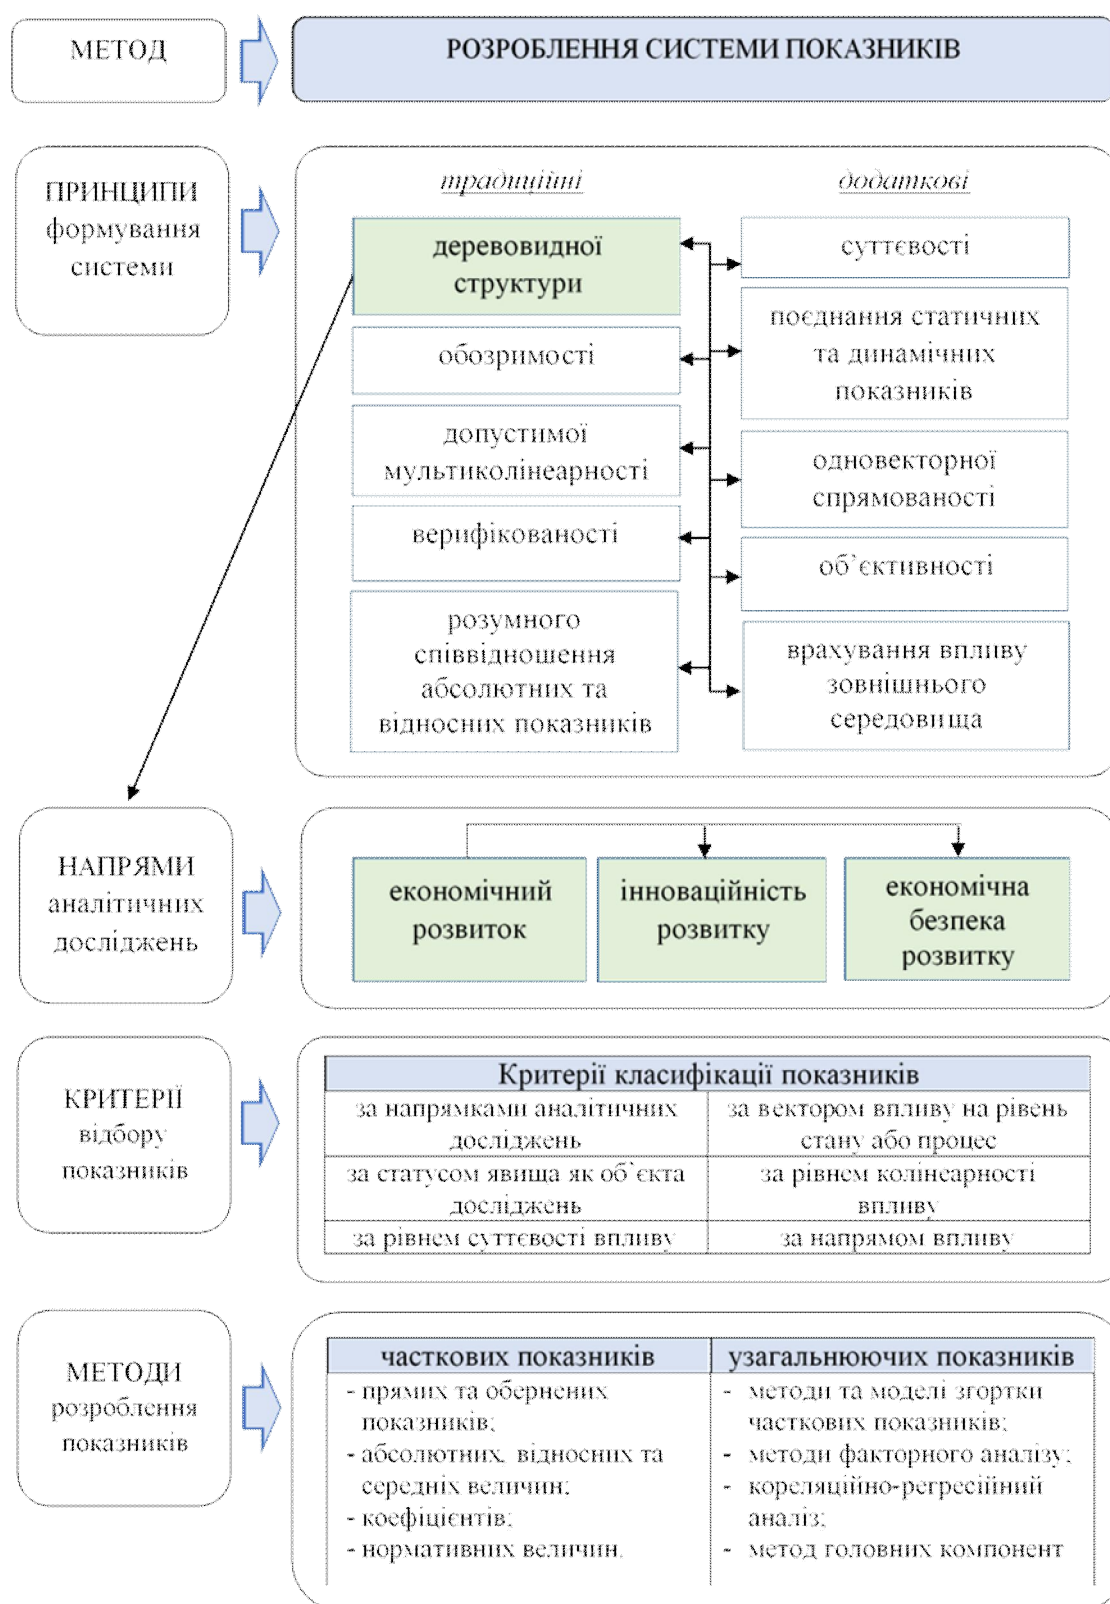 МЕТОД
РОЗРОБЛЕННЯ СИСТЕМИ ПОКАЗНИКІВ
ПРИНЦИПИ
формування
системи
традиційні
деревовидної
структури
обозримості
допустимої
мультиколінеарності
верифікованості
розумного
співвідношення
абсолютних та
відносних показників
додаткові
суттєвості
поєднання статичних
та динамічних
показників
одновекторної
спрямованості
об’єктивності
врахування впливу
зовнішнього
середовища
НАПРЯМИ
аналітичних
досліджень
економічний
розвиток
інноваційність
розвитку
економічна
безпека
розвитку
КРИТЕРІЇ
відбору
показників
Критерії класифікації показників
за напрямками аналітичних
досліджень
за вектором впливу на рівень
стану або процес
за статусом явища як об`єкта
досліджень
за рівнем колінеарності
впливу
за рівнем суттєвості впливу
за напрямом впливу
МЕТОДИ
розроблення
показників
часткових показників
- прямих та обернених
показників;
- абсолютних, відносних та
середніх величин;
- коефіцієнтів;
- нормативних величин.
узагальнюючих показників
- методи та моделі згортки
часткових показників;
- методи факторного аналізу;
- кореляційно-регресійний
аналіз;
- метод головних компонент